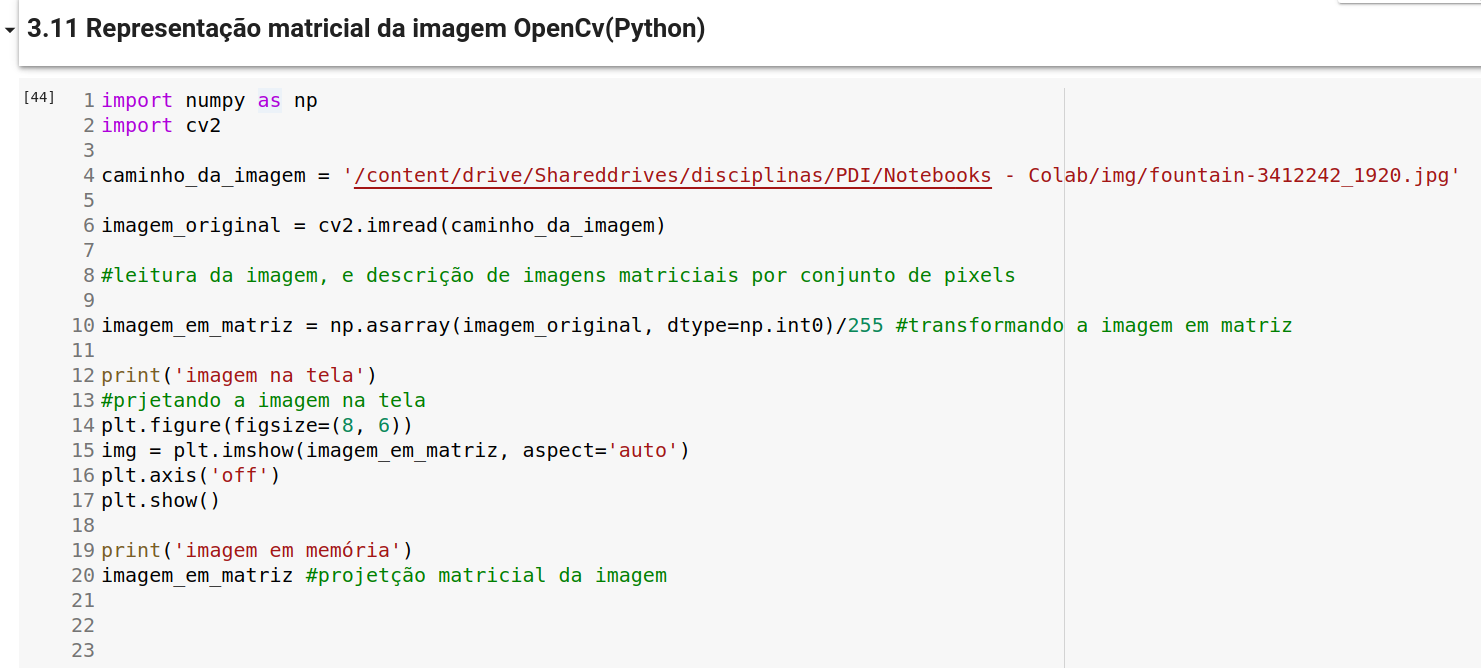 3.11 Representação matricial da imagem OpenCv(Python)
[44]
1 import numpy as np
2 import cv2
3
4 caminho_da_imagem = '/content/drive/Shareddrives/disciplinas/PDI/Notebooks - Colab/img/fountain-3412242_1920.jpg'
5
6 imagem_original = cv2.imread(caminho_da_imagem)
7
8 #leitura da imagem, e descrição de imagens matriciais por conjunto de pixels
9
10 imagem_em_matriz = np.asarray(imagem_original, dtype=np.int0)/255 #transformando a imagem em matriz
11
12 print('imagem na tela')
13 #prjetando a imagem na tela
14 plt.figure(figsize=(8, 6))
15 img = plt.imshow(imagem_em_matriz, aspect='auto')
16 plt.axis('off')
17 plt.show()
18
19 print('imagem em memória')
20 imagem_em_matriz #projetção matricial da imagem
21
22
23